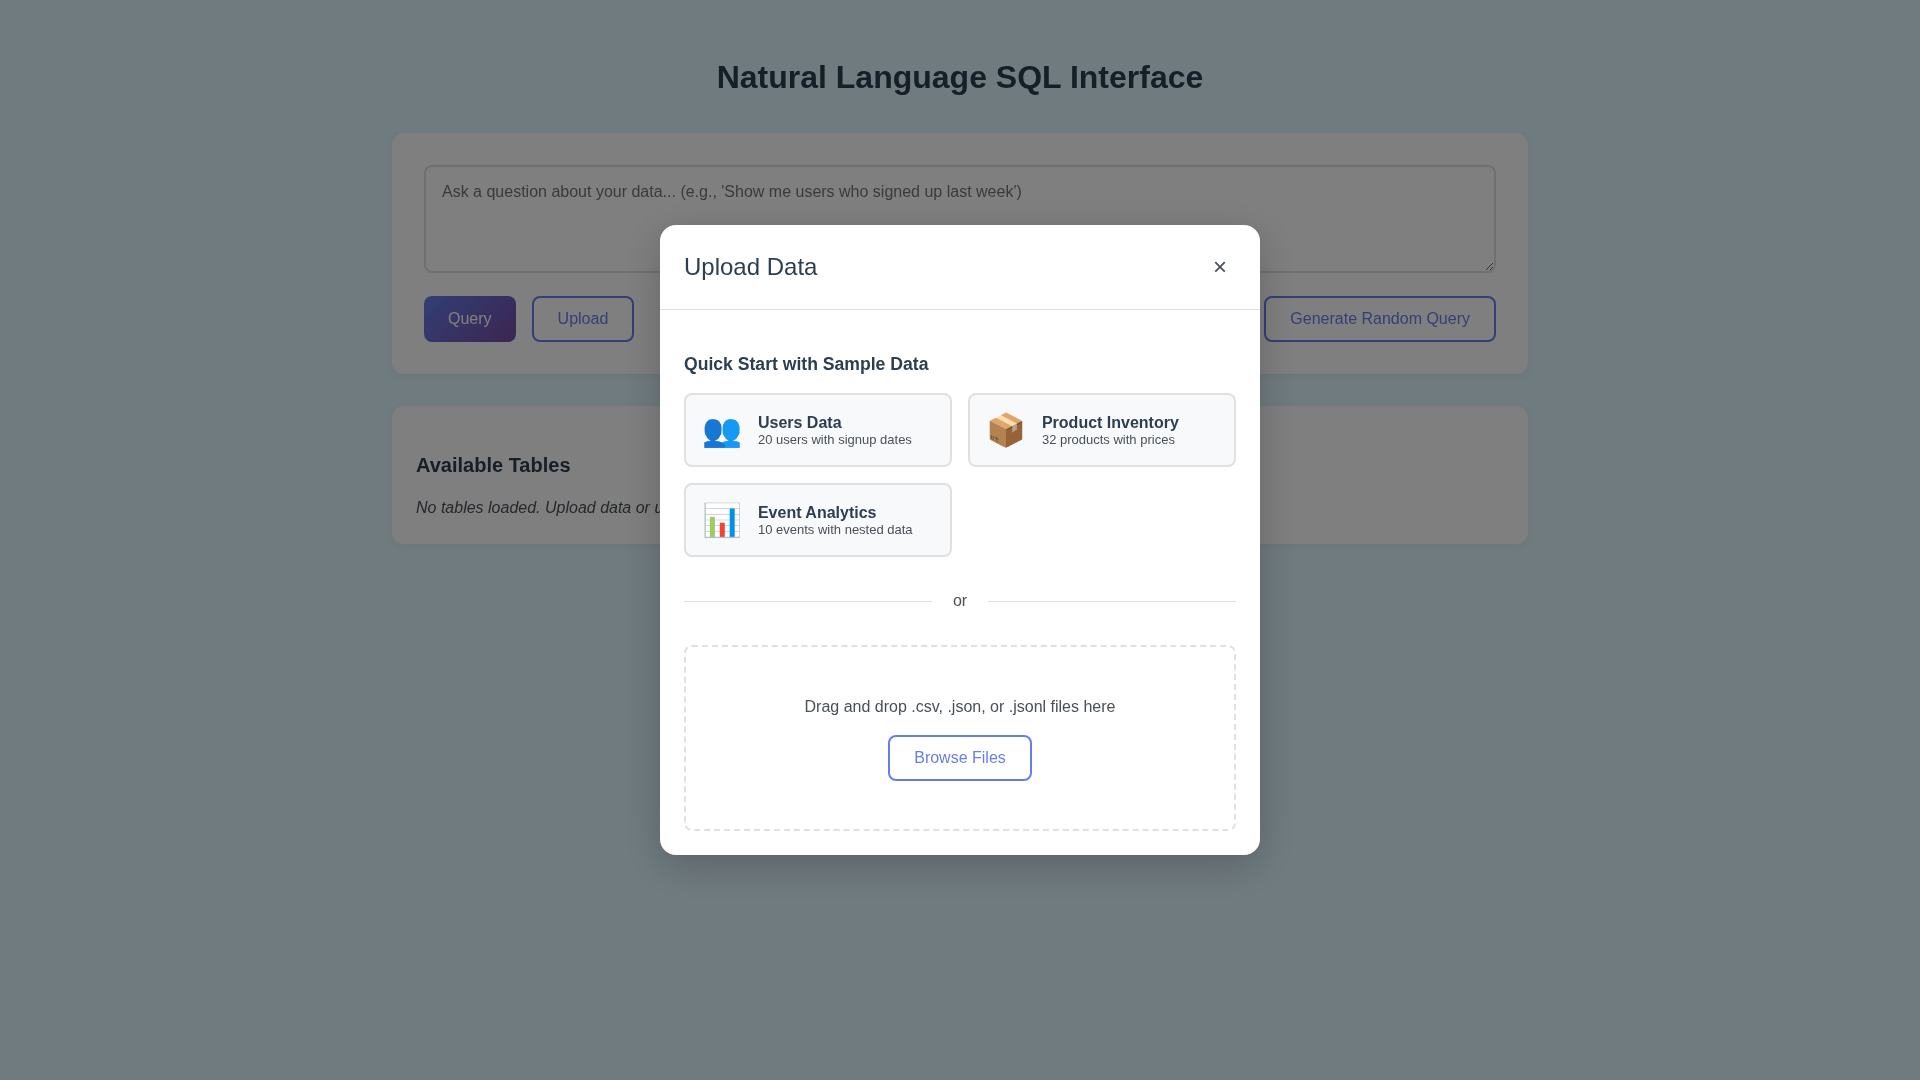 Natural Language SQL Interface
Ask a question about your data... (e.g., 'Show me users who signed up last week')
Query
Upload
Generate Random Query
Available Tables
No tables loaded. Upload data or u
Upload Data
×
Quick Start with Sample Data
Users Data
20 users with signup dates
Product Inventory
32 products with prices
Event Analytics
10 events with nested data
or
Drag and drop .csv, .json, or .jsonl files here
Browse Files